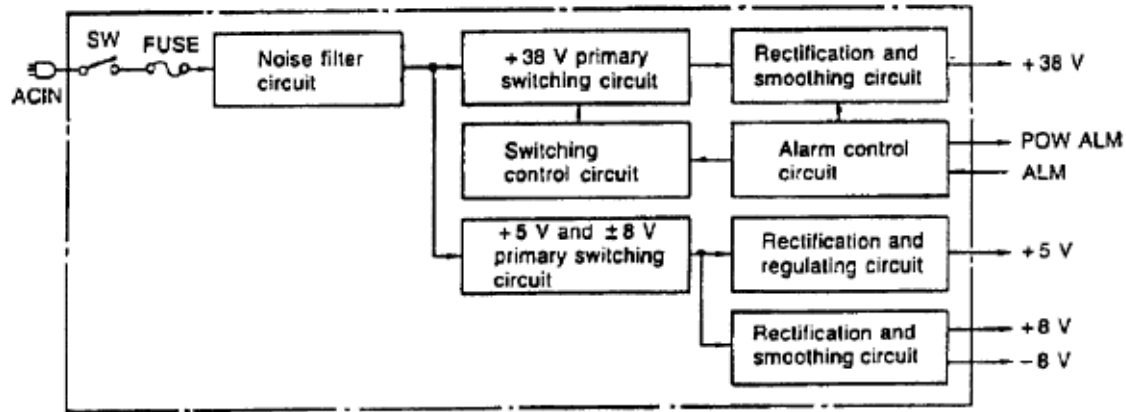 SW
FUSE
ACIN
Noise filter
circuit
+38 V primary
switching circuit
Rectification and
smoothing circuit
+38 V
Switching
control circuit
Alarm control
circuit
POW ALM
ALM
+5 V and ±8 V
primary switching
circuit
Rectification and
regulating circuit
+5 V
Rectification and
smoothing circuit
+8 V
−8 V